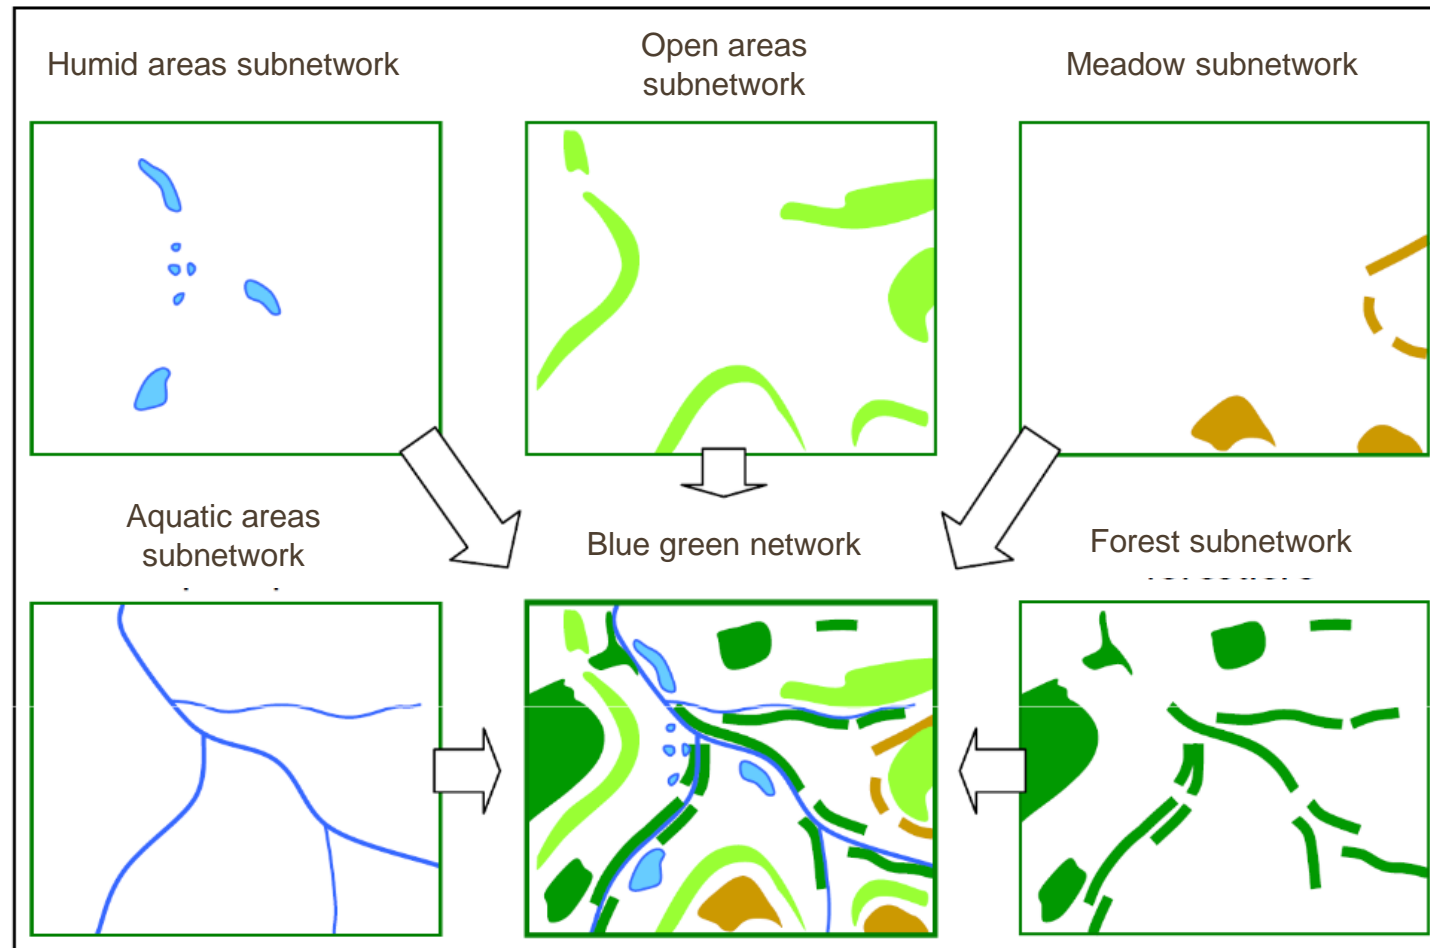 Humid areas subnetwork
Open areas
subnetwork
Meadow subnetwork
Aquatic areas
subnetwork
Blue green network
Forest subnetwork